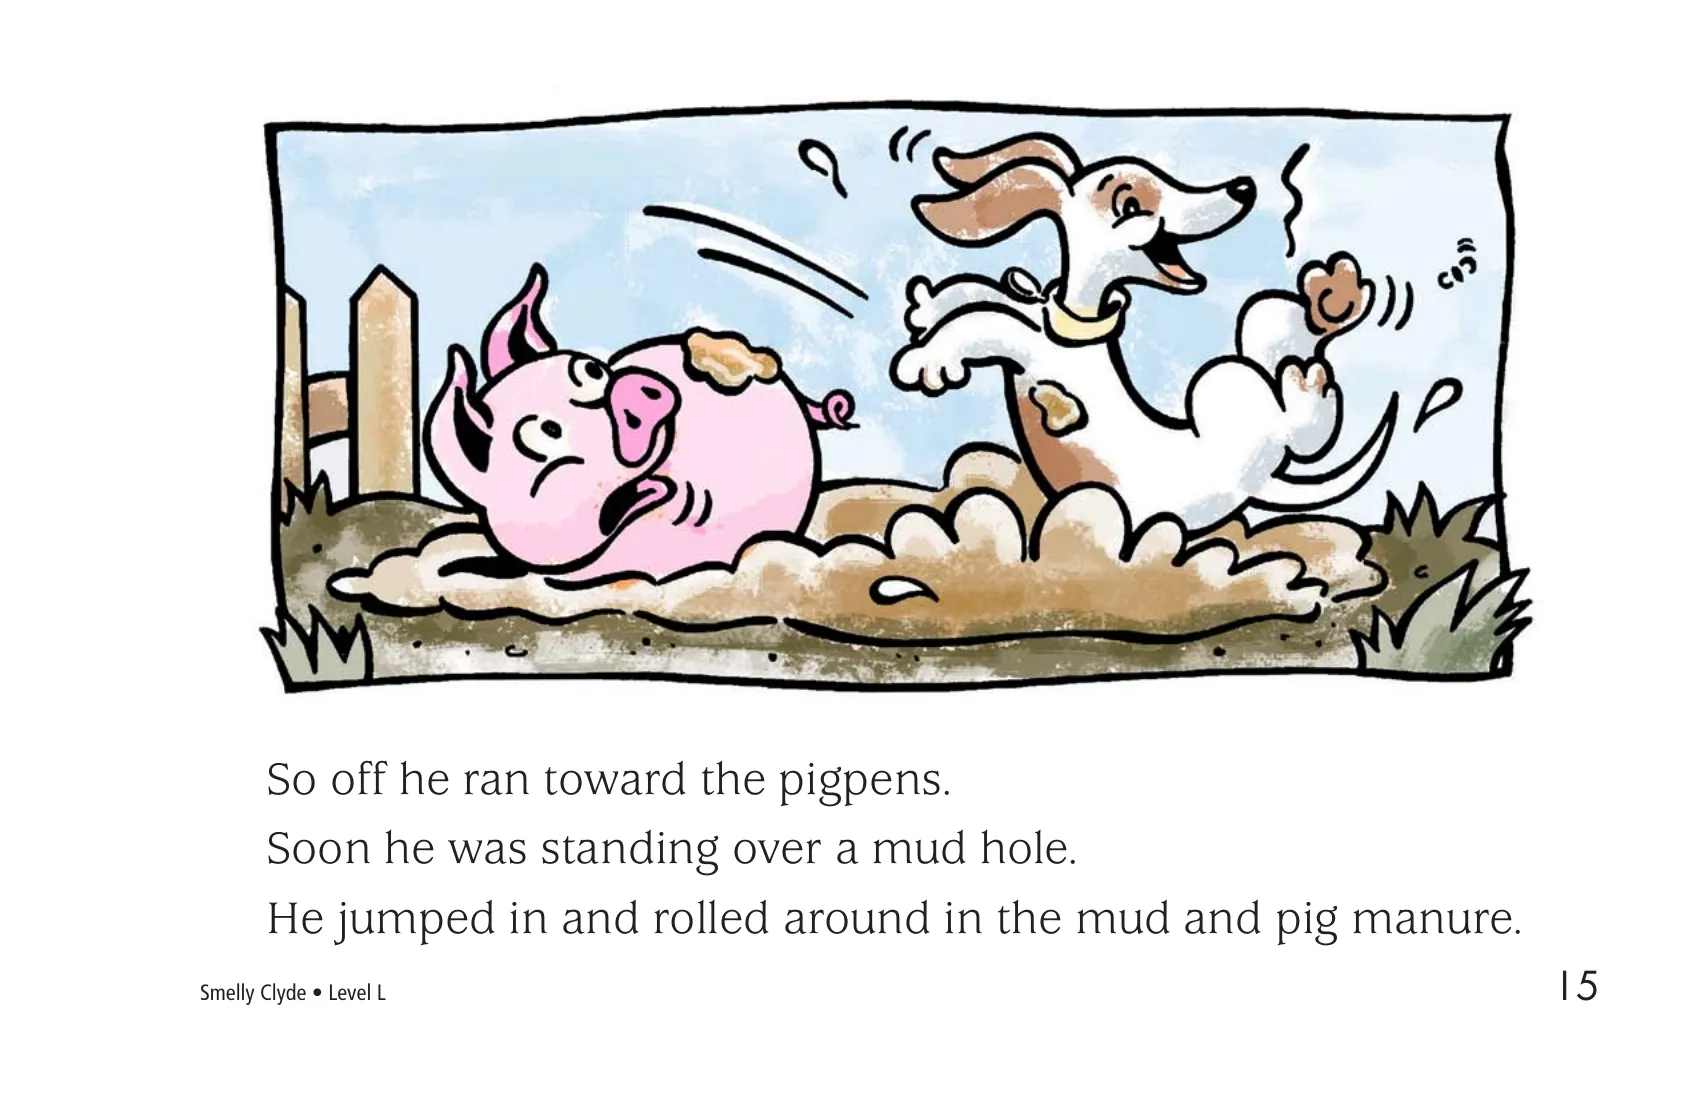 So off he ran toward the pigpens.
Soon he was standing over a mud hole.
He jumped in and rolled around in the mud and pig manure.
Smelly Clyde • Level L
15